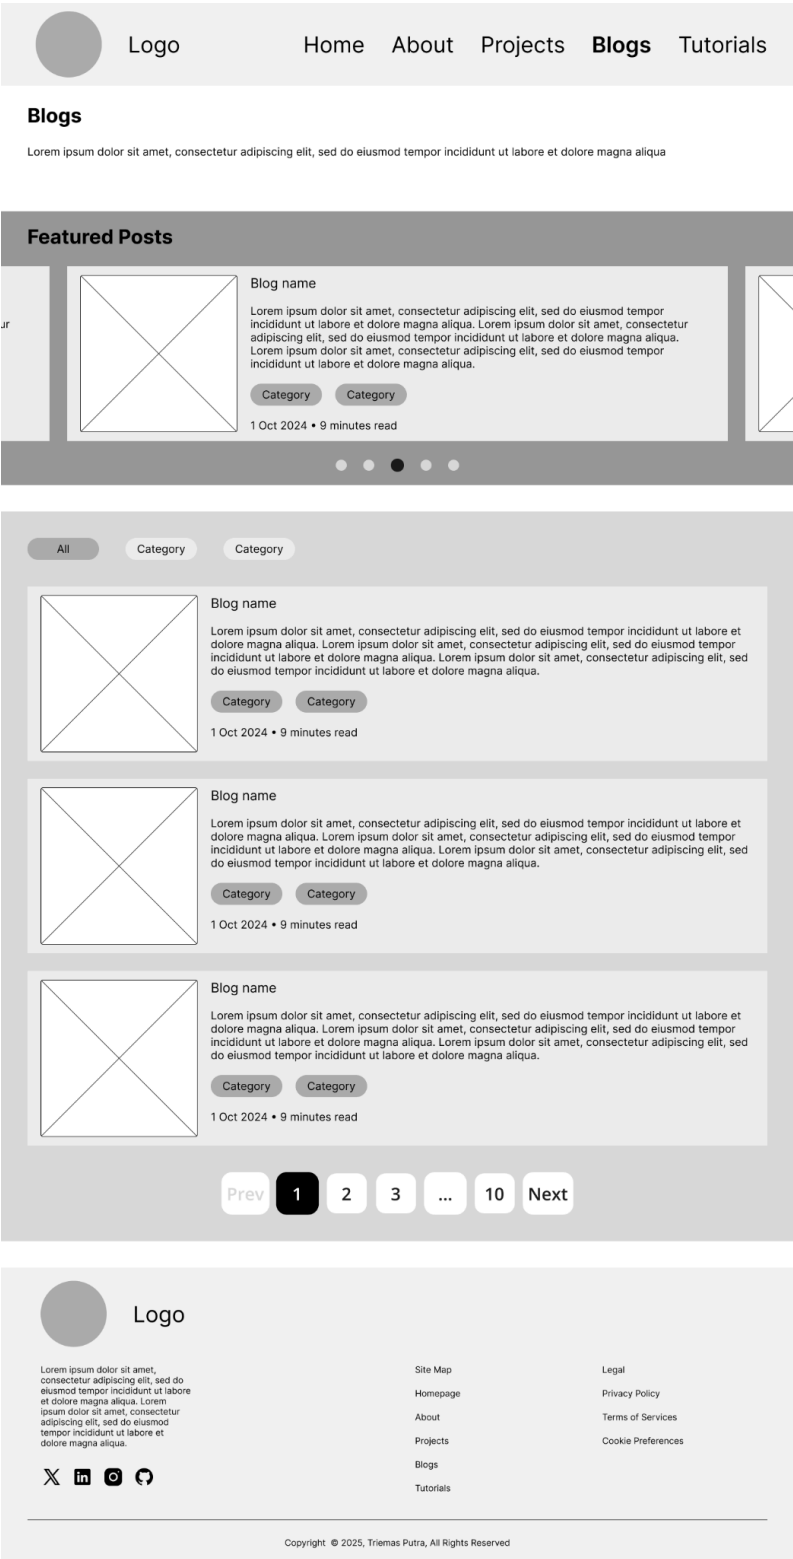 Logo
Home About Projects Blogs Tutorials
Blogs
Lorem ipsum dolor sit amet, consectetur adipiscing elit, sed do eiusmod tempor incididunt ut labore et dolore magna aliqua
Featured Posts
ur
Blog name
Lorem ipsum dolor sit amet, consectetur adipiscing elit, sed do eiusmod tempor
incididunt ut labore et dolore magna aliqua. Lorem ipsum dolor sit amet, consectetur
adipiscing elit, sed do eiusmod tempor incididunt ut labore et dolore magna aliqua.
Lorem ipsum dolor sit amet, consectetur adipiscing elit, sed do eiusmod tempor
incididunt ut labore et dolore magna aliqua.
Category Category
1 Oct 2024 • 9 minutes read
All Category Category
Blog name
Lorem ipsum dolor sit amet, consectetur adipiscing elit, sed do eiusmod tempor incididunt ut labore et
dolore magna aliqua. Lorem ipsum dolor sit amet, consectetur adipiscing elit, sed do eiusmod tempor
incididunt ut labore et dolore magna aliqua. Lorem ipsum dolor sit amet, consectetur adipiscing elit, sed
do eiusmod tempor incididunt ut labore et dolore magna aliqua.
Category Category
1 Oct 2024 • 9 minutes read
Blog name
Lorem ipsum dolor sit amet, consectetur adipiscing elit, sed do eiusmod tempor incididunt ut labore et
dolore magna aliqua. Lorem ipsum dolor sit amet, consectetur adipiscing elit, sed do eiusmod tempor
incididunt ut labore et dolore magna aliqua. Lorem ipsum dolor sit amet, consectetur adipiscing elit, sed
do eiusmod tempor incididunt ut labore et dolore magna aliqua.
Category Category
1 Oct 2024 • 9 minutes read
Blog name
Lorem ipsum dolor sit amet, consectetur adipiscing elit, sed do eiusmod tempor incididunt ut labore et
dolore magna aliqua. Lorem ipsum dolor sit amet, consectetur adipiscing elit, sed do eiusmod tempor
incididunt ut labore et dolore magna aliqua. Lorem ipsum dolor sit amet, consectetur adipiscing elit, sed
do eiusmod tempor incididunt ut labore et dolore magna aliqua.
Category Category
1 Oct 2024 • 9 minutes read
Prev 1 2 3 ... 10 Next
Logo
Lorem ipsum dolor sit amet,
consectetur adipiscing elit, sed do
eiusmod tempor incididunt ut labore
et dolore magna aliqua. Lorem
ipsum dolor sit amet, consectetur
adipiscing elit, sed do eiusmod
tempor incididunt ut labore et
dolore magna aliqua.
Site Map
Homepage
About
Projects
Blogs
Tutorials
Legal
Privacy Policy
Terms of Services
Cookie Preferences
Copyright © 2025, Triemas Putra, All Rights Reserved